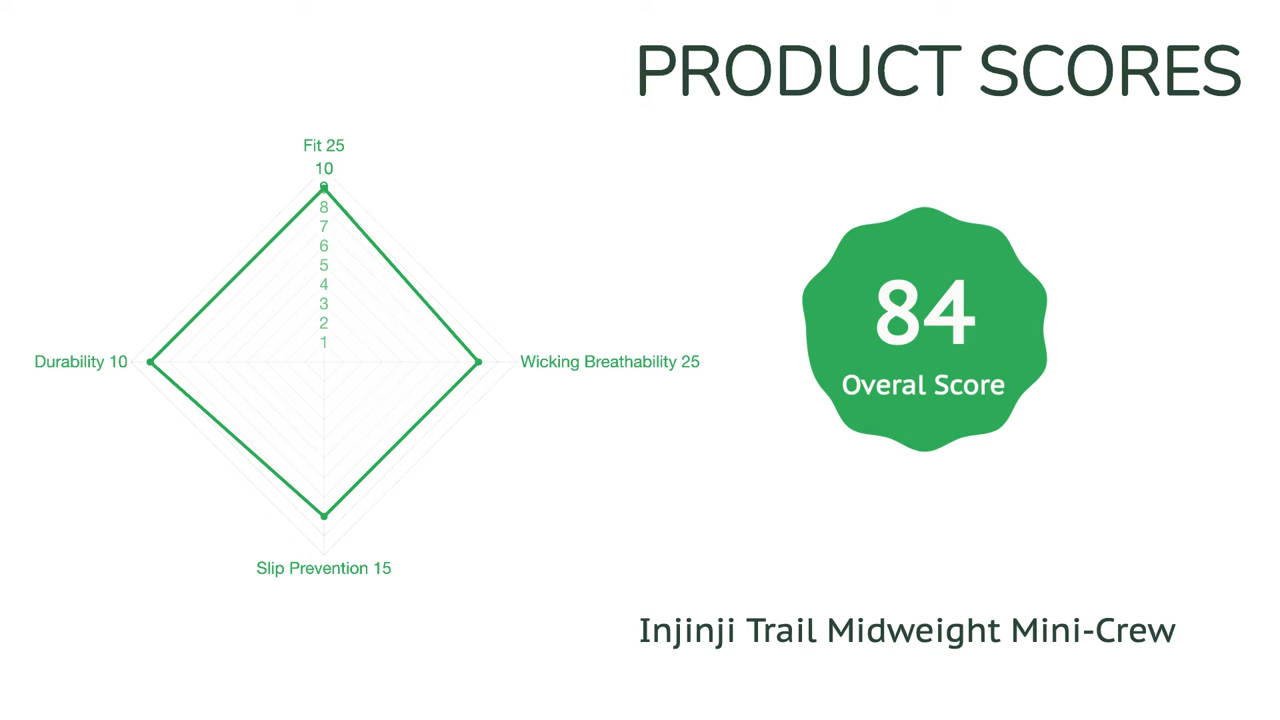 PRODUCT SCORES
Fit 25
10
9
8
7
6
5
4
3
2
1
Durability 10
Wicking Breathability 25
Slip Prevention 15
84
Overal Score
Injinji Trail Midweight Mini-Crew